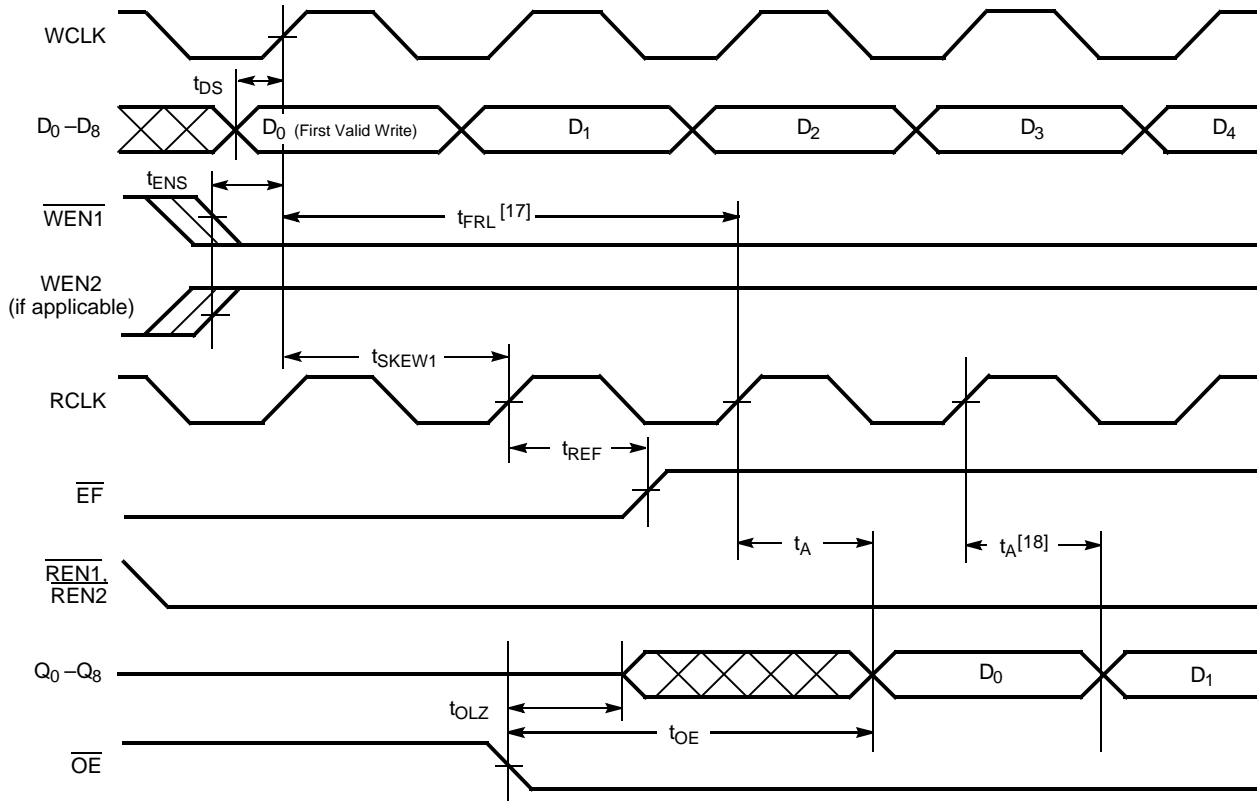 WCLK
tDS
D0 –D8
D0 (First Valid Write)
D1
D2
D3
D4
tENS
WEN1
tFRL [17]
WEN2
(if applicable)
tSKEW1
RCLK
tREF
EF
tA
tA[18]
REN1,
REN2
Q0 –Q8
D0
D1
tOLZ
tOE
OE